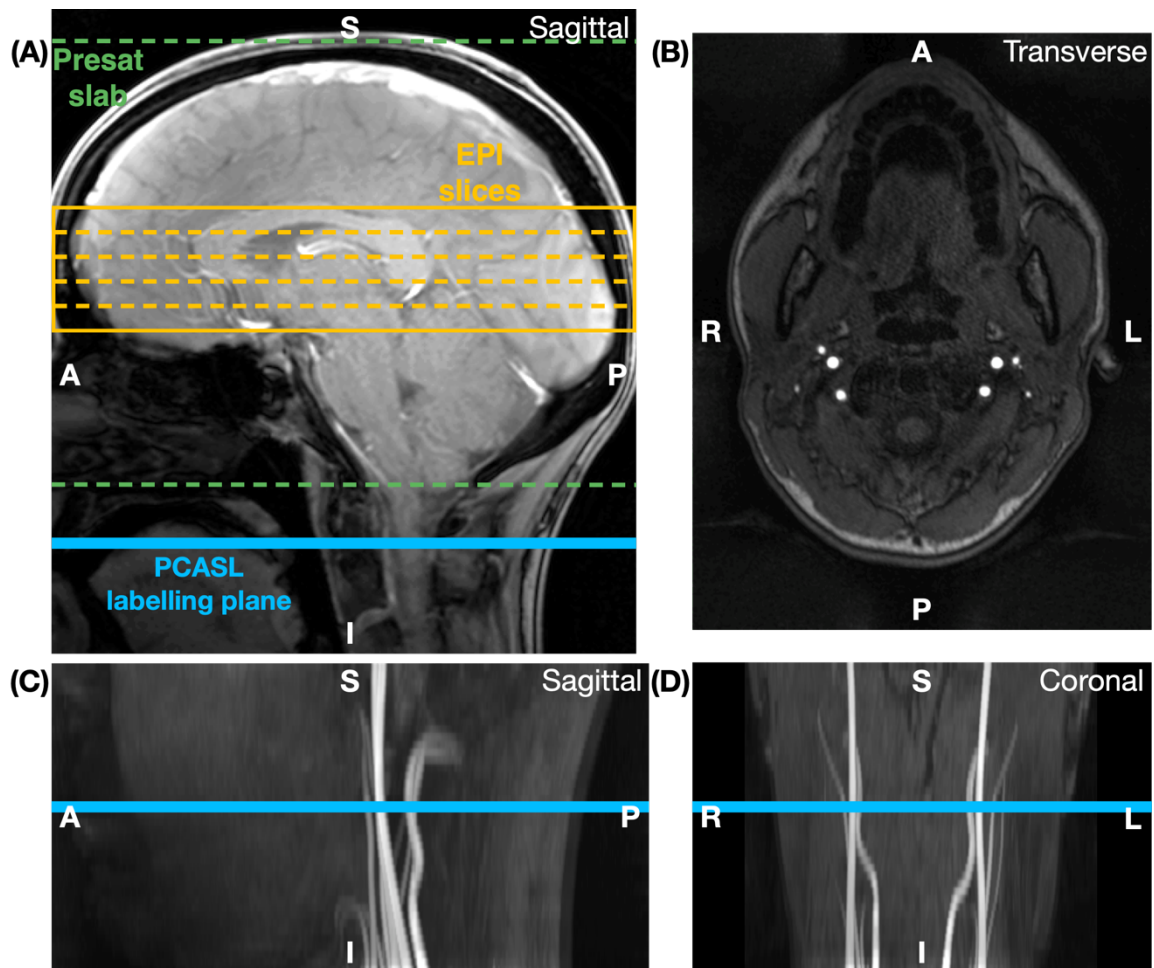 (A)
S
Sagittal
Presat
slab
EPI
slices
A
P
PCASL
labelling plane
I
(B)
A
Transverse
R
L
P
(C)
S
Sagittal
A
P
I
(D)
S
Coronal
R
L
I